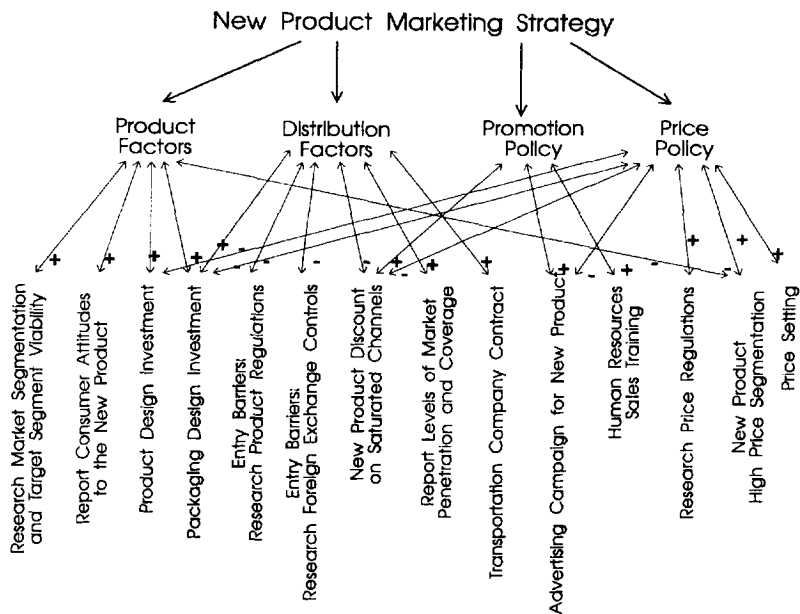 New Product Marketing Strategy
Product
Factors
Distribution
Factors
Promotion
Policy
Price
Policy
+ + + + + - - - - - + - + + + - + - + - + +
Research Market Segmentation
and Target Segment Viability
Report Consumer Attitudes
to the New Product
Product Design Investment
Packaging Design Investment
Entry Barriers:
Research Product Regulations
Entry Barriers:
Research Foreign Exchange Controls
New Product Discount
on Saturated Channels
Report Levels of Market
Penetration and Coverage
Transportation Company Contract
Advertising Campaign for New Product
Human Resources
Sales Training
Research Price Regulations
New Product
High Price Segmentation
Price Setting